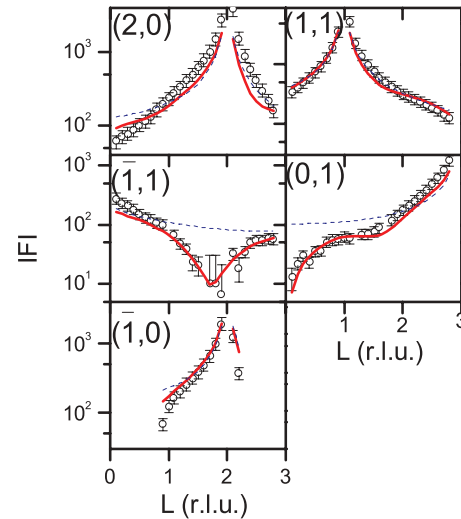 (2,0)
(1,1)
10³
10²
(1̄,1)
(0,1)
10³
10²
10¹
|F|
(1̄,0)
0 1 2 3
L (r.l.u.)
10³
10²
0 1 2 3
L (r.l.u.)